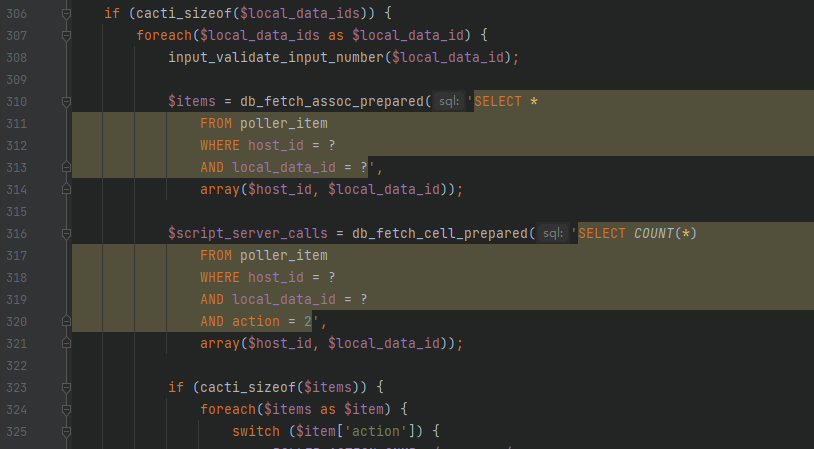 306 if (cacti_sizeof($local_data_ids)) {
307 foreach($local_data_ids as $local_data_id) {
308 input_validate_input_number($local_data_id);
309
310 $items = db_fetch_assoc_prepared( sql: 'SELECT *
311 FROM poller_item
312 WHERE host_id = ?
313 AND local_data_id = ?',
314 array($host_id, $local_data_id));
315
316 $script_server_calls = db_fetch_cell_prepared( sql: 'SELECT COUNT(*)
317 FROM poller_item
318 WHERE host_id = ?
319 AND local_data_id = ?
320 AND action = 2',
321 array($host_id, $local_data_id));
322
323 if (cacti_sizeof($items)) {
324 foreach($items as $item) {
325 switch ($item['action']) {